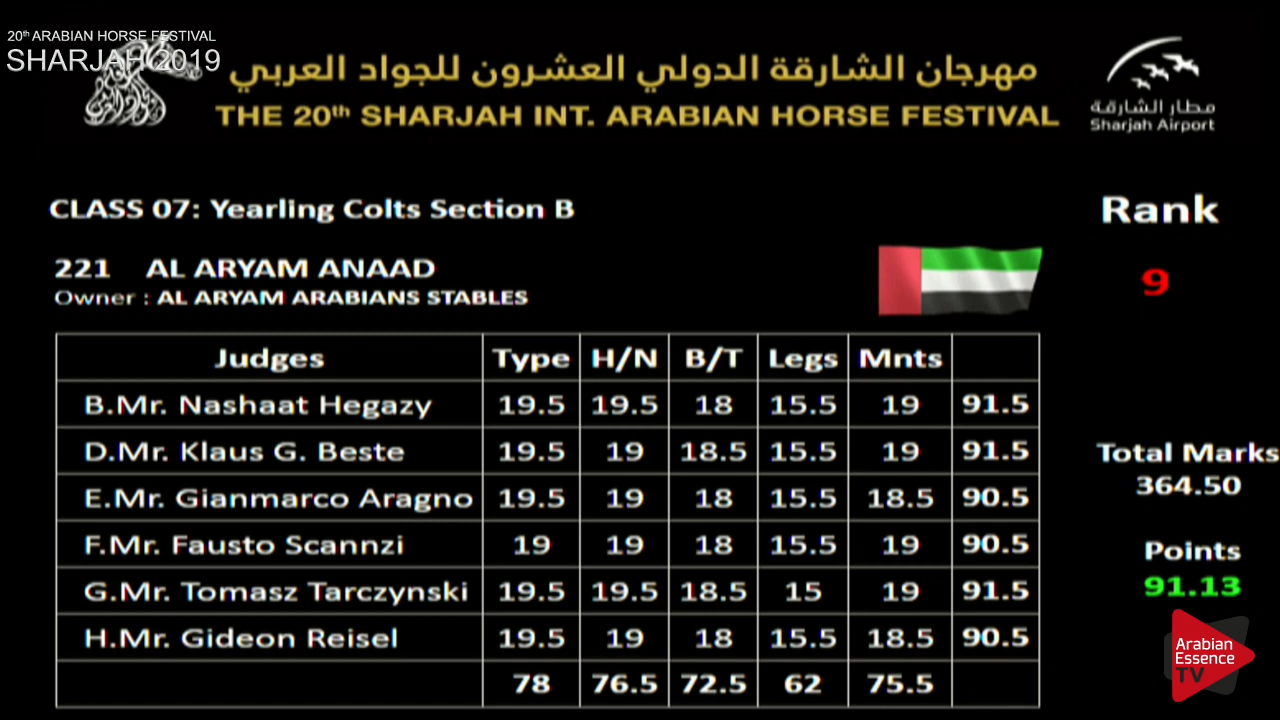 20th ARABIAN HORSE FESTIVAL
SHARJAH 2019
مهرجان الشارقة الدولي العشرون للجواد العربي
THE 20th SHARJAH INT. ARABIAN HORSE FESTIVAL
مطار الشارقة
Sharjah Airport
CLASS 07: Yearling Colts Section B
Rank
221 AL ARYAM ANAAD
9
Owner : AL ARYAM ARABIANS STABLES
Judges Type H/N B/T Legs Mnts
B.Mr. Nashaat Hegazy 19.5 19.5 18 15.5 19 91.5
D.Mr. Klaus G. Beste 19.5 19 18.5 15.5 19 91.5
E.Mr. Gianmarco Aragno 19.5 19 18 15.5 18.5 90.5
F.Mr. Fausto Scannzi 19 19 18 15.5 19 90.5
G.Mr. Tomasz Tarczynski 19.5 19.5 18.5 15 19 91.5
H.Mr. Gideon Reisel 19.5 19 18 15.5 18.5 90.5
78 76.5 72.5 62 75.5
Total Marks
364.50
Points
91.13
Arabian
Essence
TV